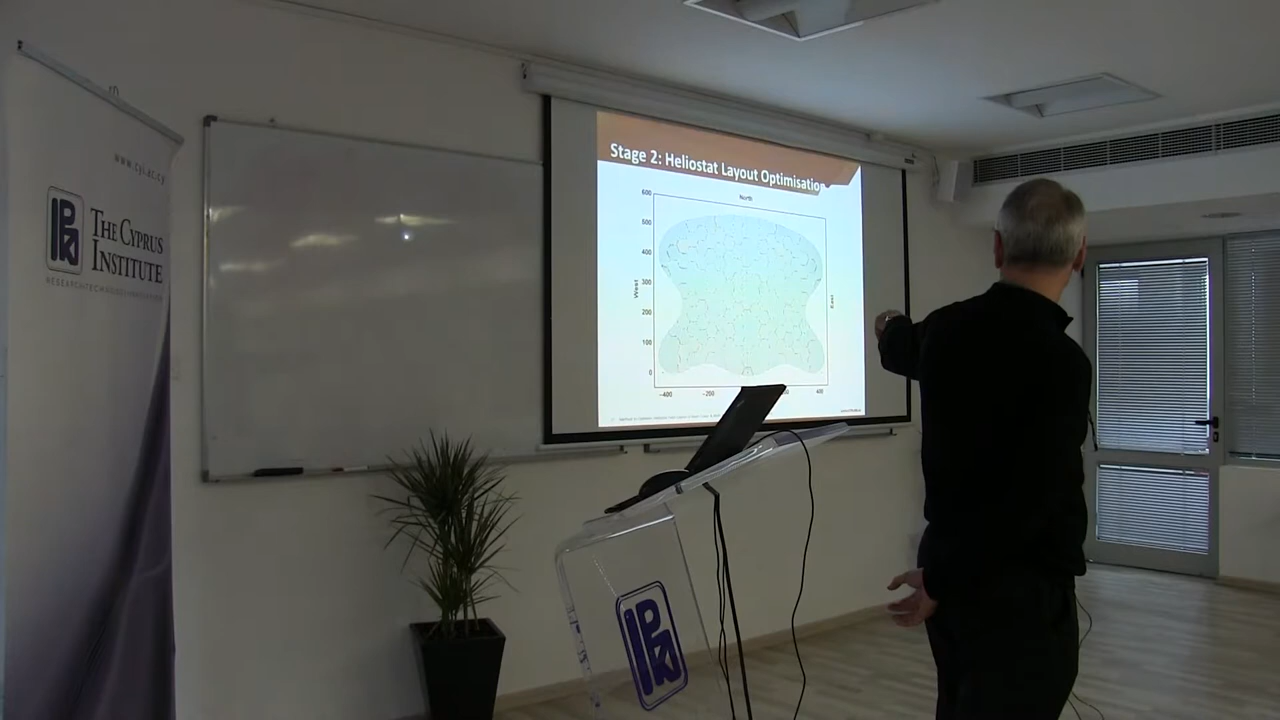 www.cyi.ac.cy
THE CYPRUS
INSTITUTE
Stage 2: Heliostat Layout Optimisation
North
600
500
400
300
200
100
0
West
East
-400
-200
400